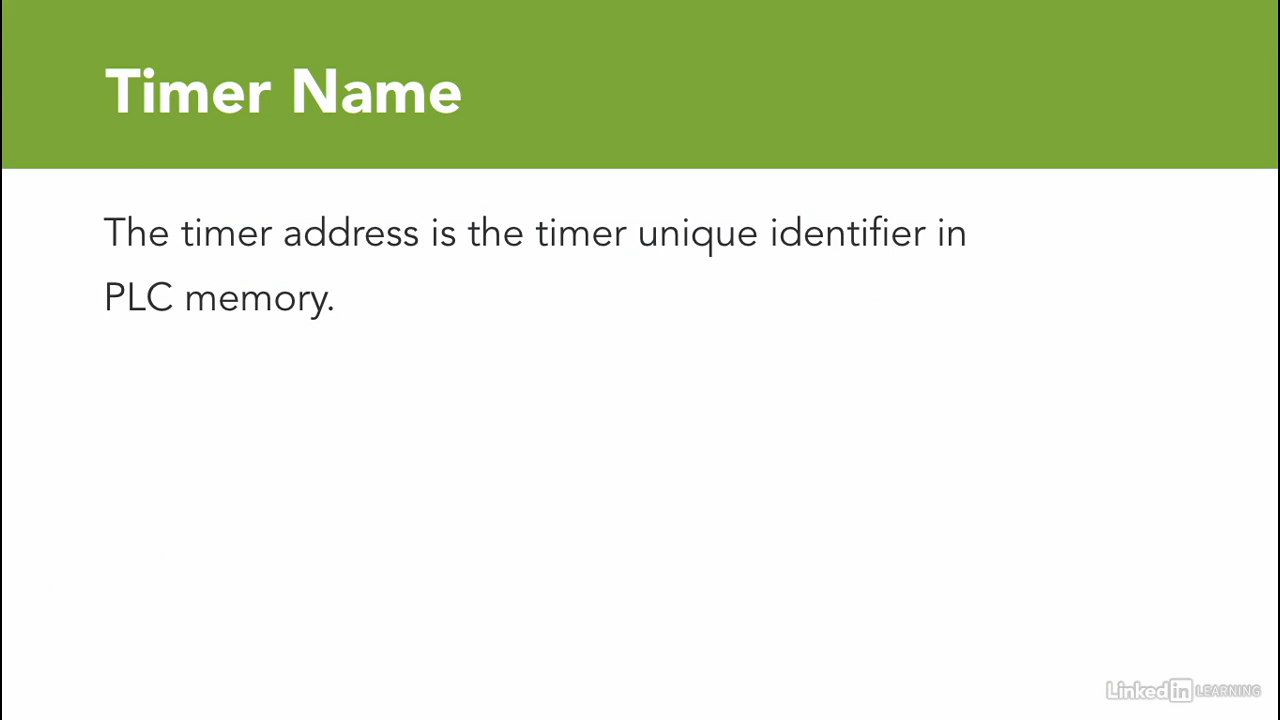 Timer Name
The timer address is the timer unique identifier in
PLC memory.
Linked in LEARNING